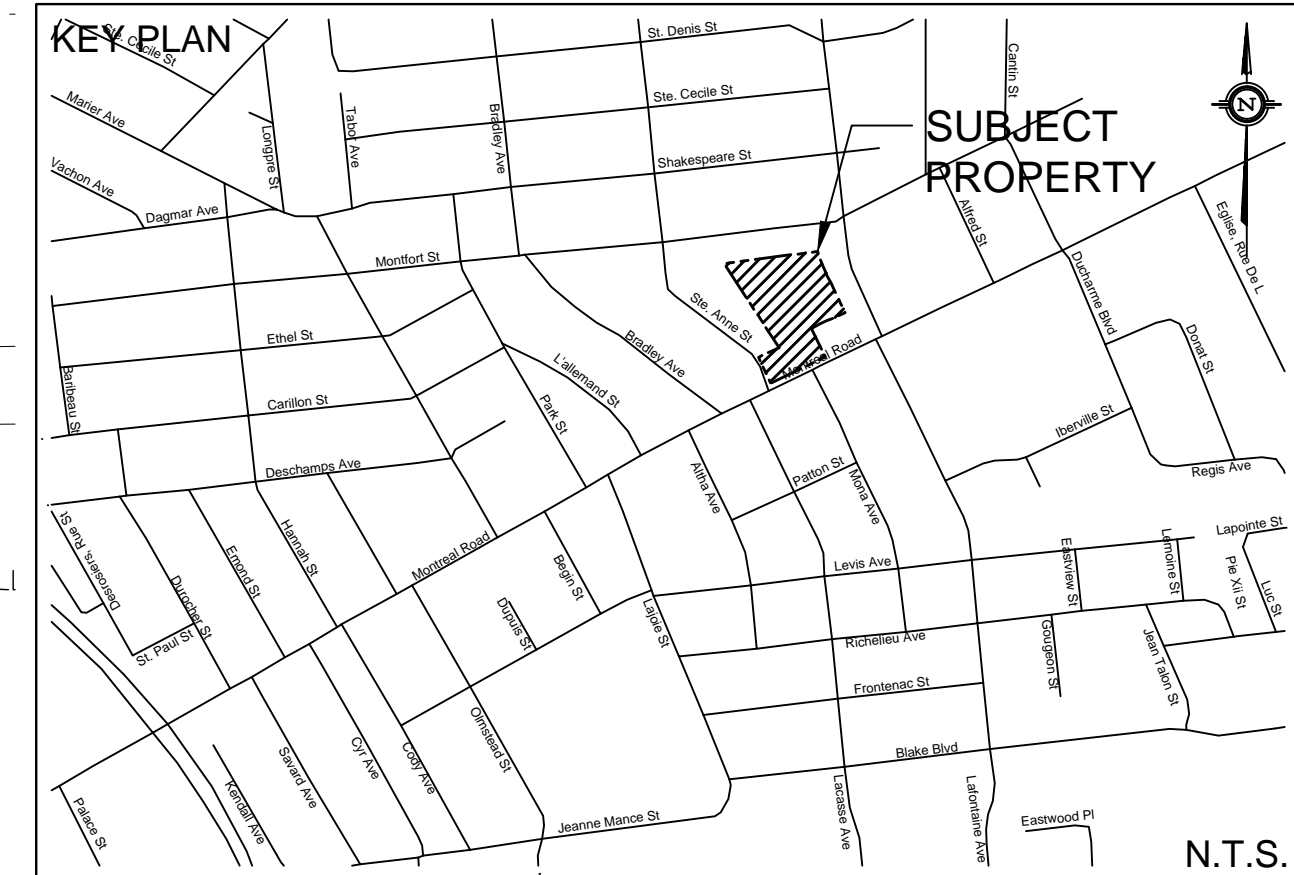 KEY PLAN
Ste. Cecile St
St. Denis St
Cantin St
Marier Ave
Longpre St
Tabor Ave
Bradley Ave
Ste. Cecile St
N
SUBJECT
PROPERTY
Shakespeare St
Vachon Ave
Dagmar Ave
Alfred St
Eglise, Rue De L
Montfort St
Ducharme Blvd
Ste. Anne St
Ethel St
Bradley Ave
Montreal Road
Donat St
L'allemand St
Baribeau St
Carillon St
Park St
Iberville St
Deschamps Ave
Altha Ave
Patton St
Mona Ave
Regis Ave
Desrosiers, Rue St
Hannah St
Montreal Road
Lapointe St
Emond St
Begin St
Levis Ave
Eastview St
Lemoine St
Pie Xii St
Luc St
Durocher St
Dupuis St
Lajoie St
St. Paul St
Richelieu Ave
Gougeon St
Jean Talon St
Frontenac St
Olmstead St
Savard Ave
Cyr Ave
Cody Ave
Blake Blvd
Kendall Ave
Lacasse Ave
Lafontaine Ave
Palace St
Jeanne Mance St
Eastwood Pl
N.T.S.